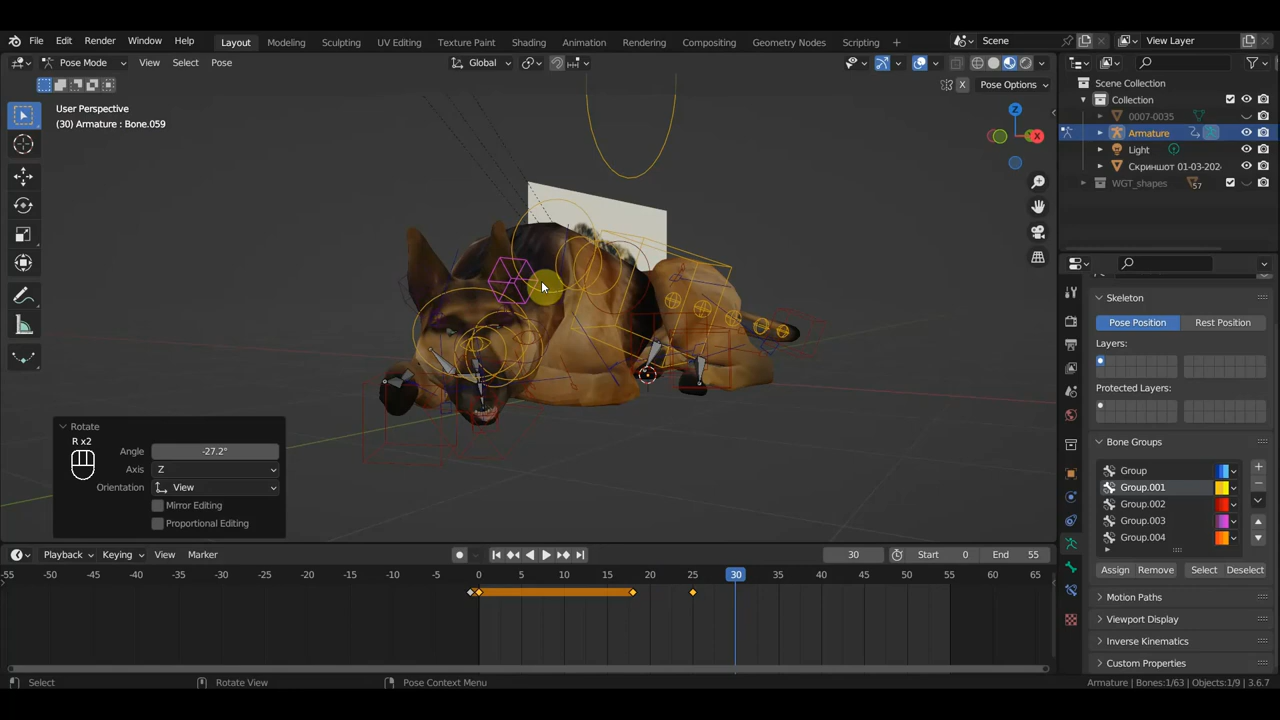 File Edit Render Window Help Layout Modeling Sculpting UV Editing Texture Paint Shading Animation Rendering Compositing Geometry Nodes Scripting + Scene View Layer
Pose Mode View Select Pose Global
X Pose Options
User Perspective
(30) Armature : Bone.059
Z
X
Scene Collection
Collection
0007-0035
Armature
Light
Скриншот 01-03-202
WGT_shapes
57
Skeleton
Pose Position Rest Position
Layers:
Protected Layers:
Bone Groups
Group
Group.001
Group.002
Group.003
Group.004
Assign Remove Select Deselect
Motion Paths
Viewport Display
Inverse Kinematics
Custom Properties
Rotate
R x2
Angle -27.2°
Axis Z
Orientation View
Mirror Editing
Proportional Editing
Playback Keying View Marker 30 Start 0 End 55
-55 -50 -45 -40 -35 -30 -25 -20 -15 -10 -5 0 5 10 15 20 25 30 35 40 45 50 55 60 65
Select Rotate View Pose Context Menu Armature | Bones:1/63 | Objects:1/9 | 3.6.7